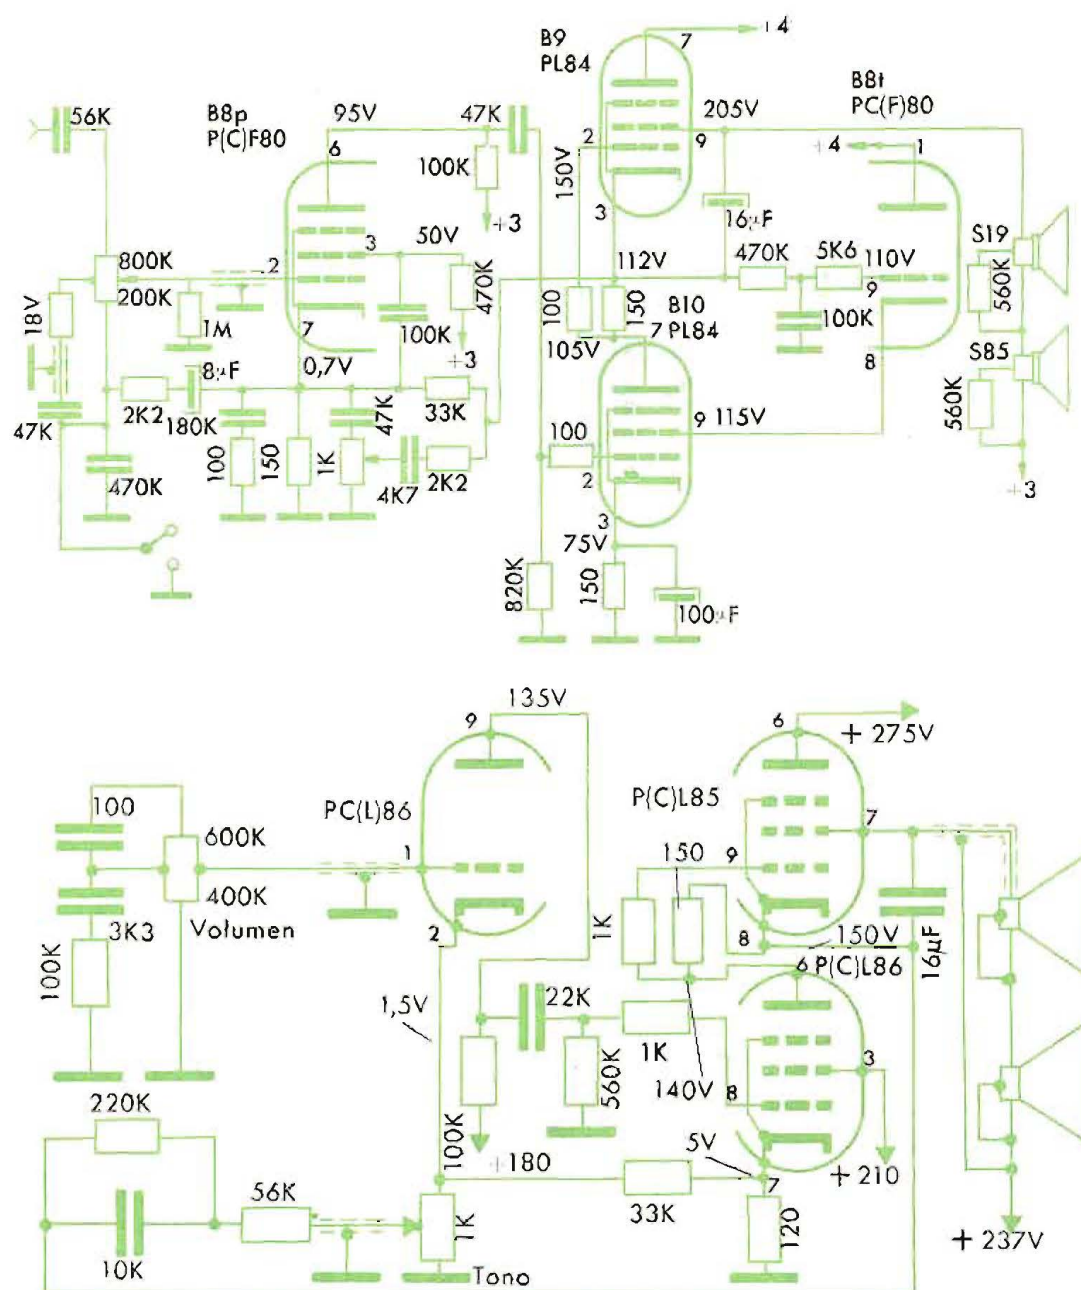 B9
PL84
7
+4
56K
B8p
P(C)F80
95V
6
47K
100K
+3
205V
B8t
PC(F)80
2
9
150V
3
+4
1
800K
200K
2
3
50V
470K
+3
16µF
112V
470K
5K6
110V
9
S19
560K
18V
1M
7
0,7V
100K
100
150
B10
PL84
7
105V
100K
8
S85
560K
+3
47K
2K2
8µF
180K
100
150
1K
47K
33K
4K7
2K2
100
9
115V
2
3
470K
75V
820K
150
100µF
9
135V
6
+ 275V
100
PC(L)86
P(C)L85
7
600K
1
150
9
400K
Volumen
3K3
2
1K
8
150V
16µF
100K
6
P(C)L86
1,5V
22K
1K
140V
3
560K
8
220K
100K
+180
5V
7
+ 210
56K
33K
1K
120
+ 237V
10K
Tono